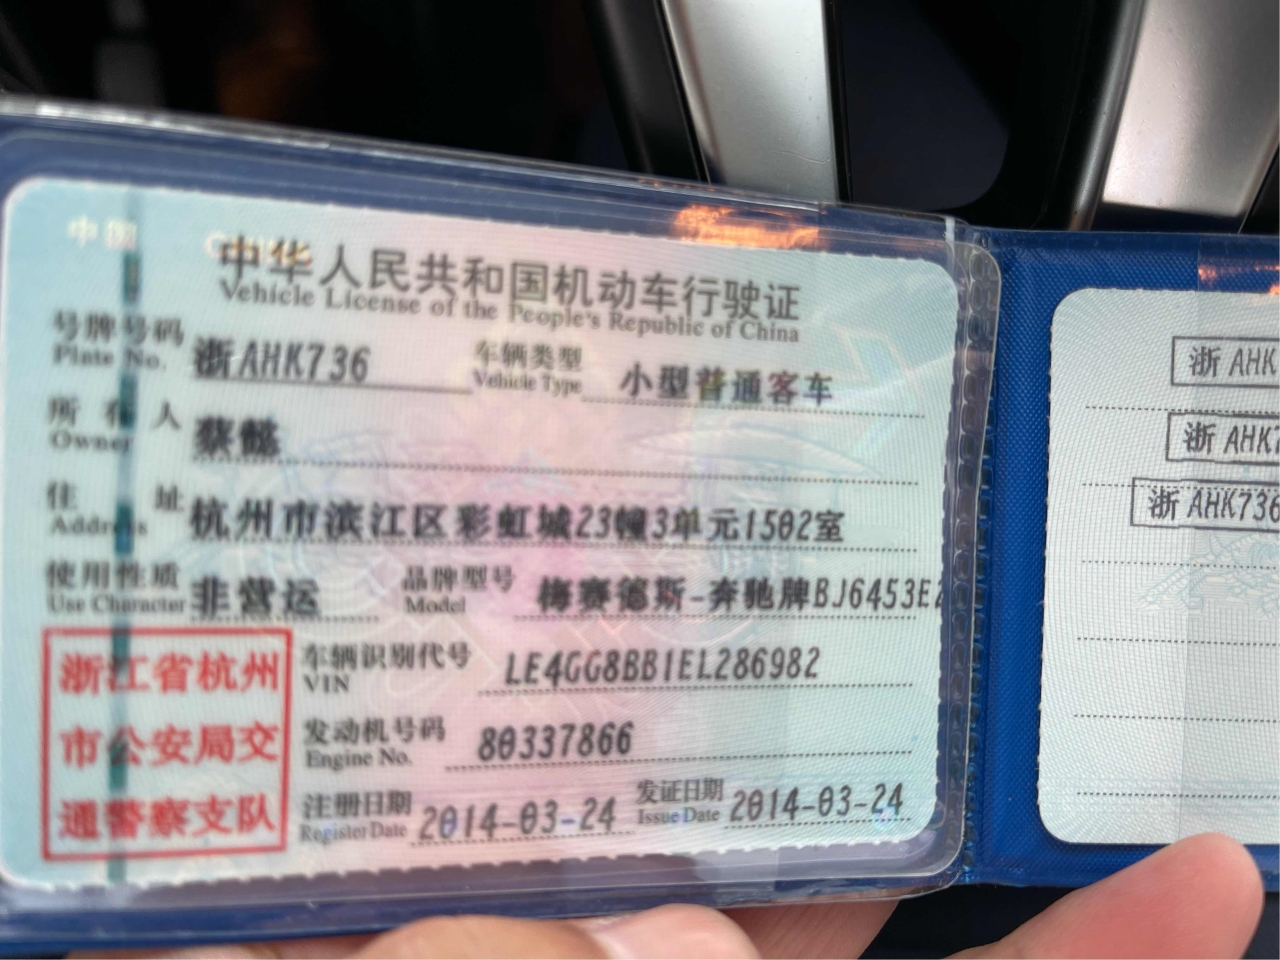 中国 CHINA
中华人民共和国机动车行驶证
Vehicle License of the People's Republic of China
号牌号码 浙AHK736 车辆类型 小型普通客车
Plate No. Vehicle Type
所有人 蔡懿
Owner
住址 杭州市滨江区彩虹城23幢3单元1502室
Address
使用性质 非营运 品牌型号 梅赛德斯-奔驰牌BJ6453E2
Use Character Model
浙江省杭州
市公安局交
通警察支队
车辆识别代号 LE4GG8BB1EL286982
VIN
发动机号码 80337866
Engine No.
注册日期 2014-03-24 发证日期 2014-03-24
Register Date Issue Date
浙 AHK
浙 AHK7
浙 AHK736